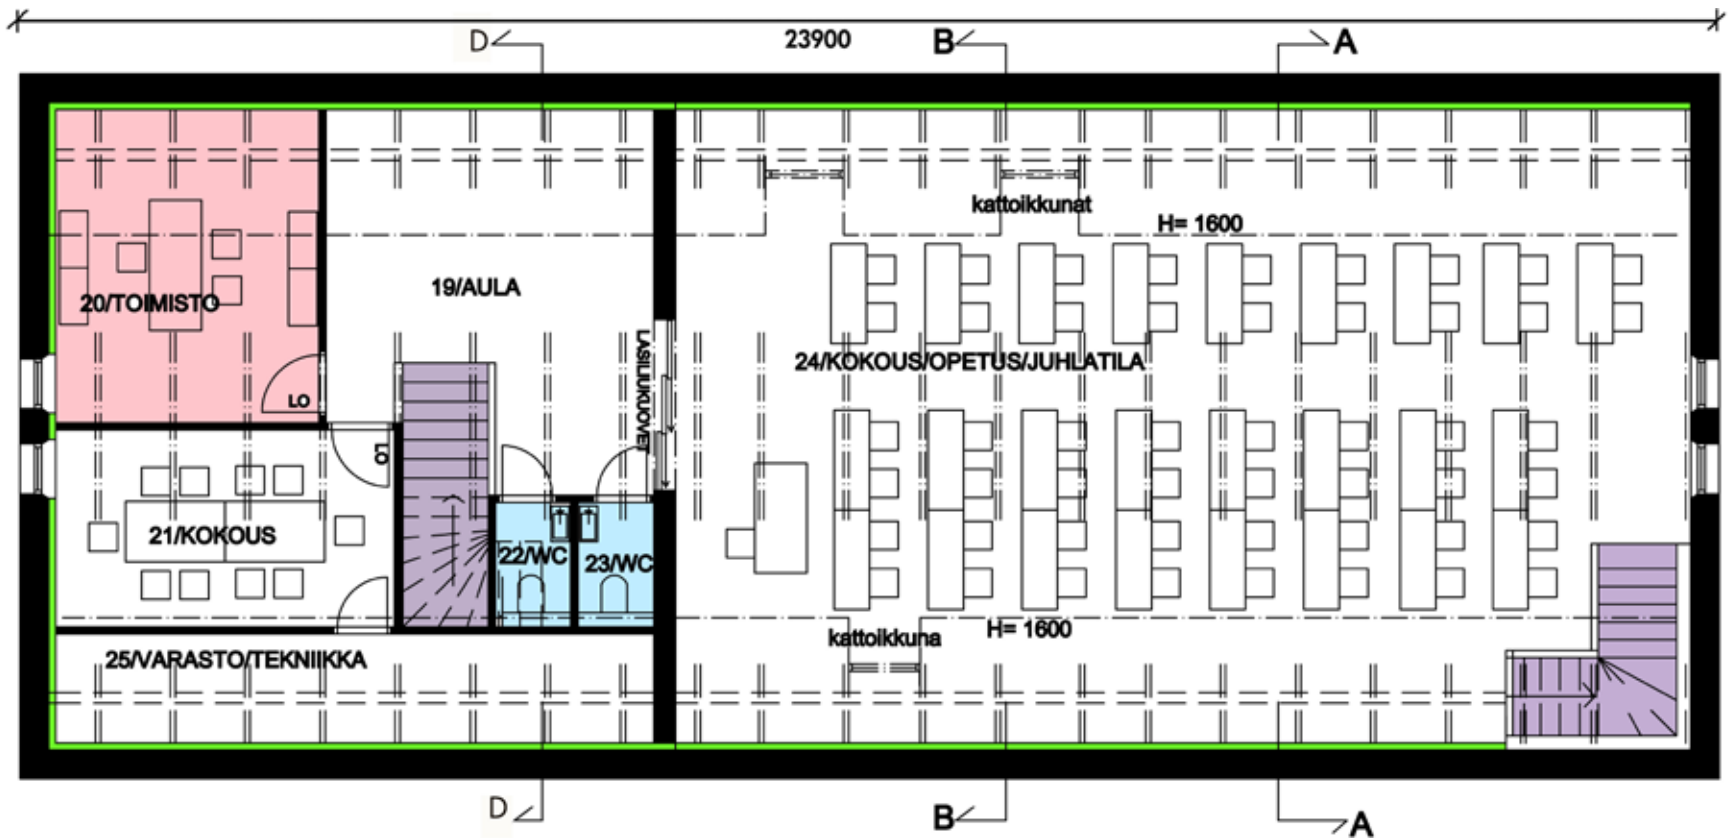 D
23900
B
A
kattoikkunat
H= 1600
19/AULA
20/TOIMISTO
LASILIUKUOVET
24/KOKOUS/OPETUS/JUHLATILA
LO
LO
21/KOKOUS
22/WC
23/WC
kattoikkuna
H= 1600
25/VARASTO/TEKNIIKKA
D
B
A